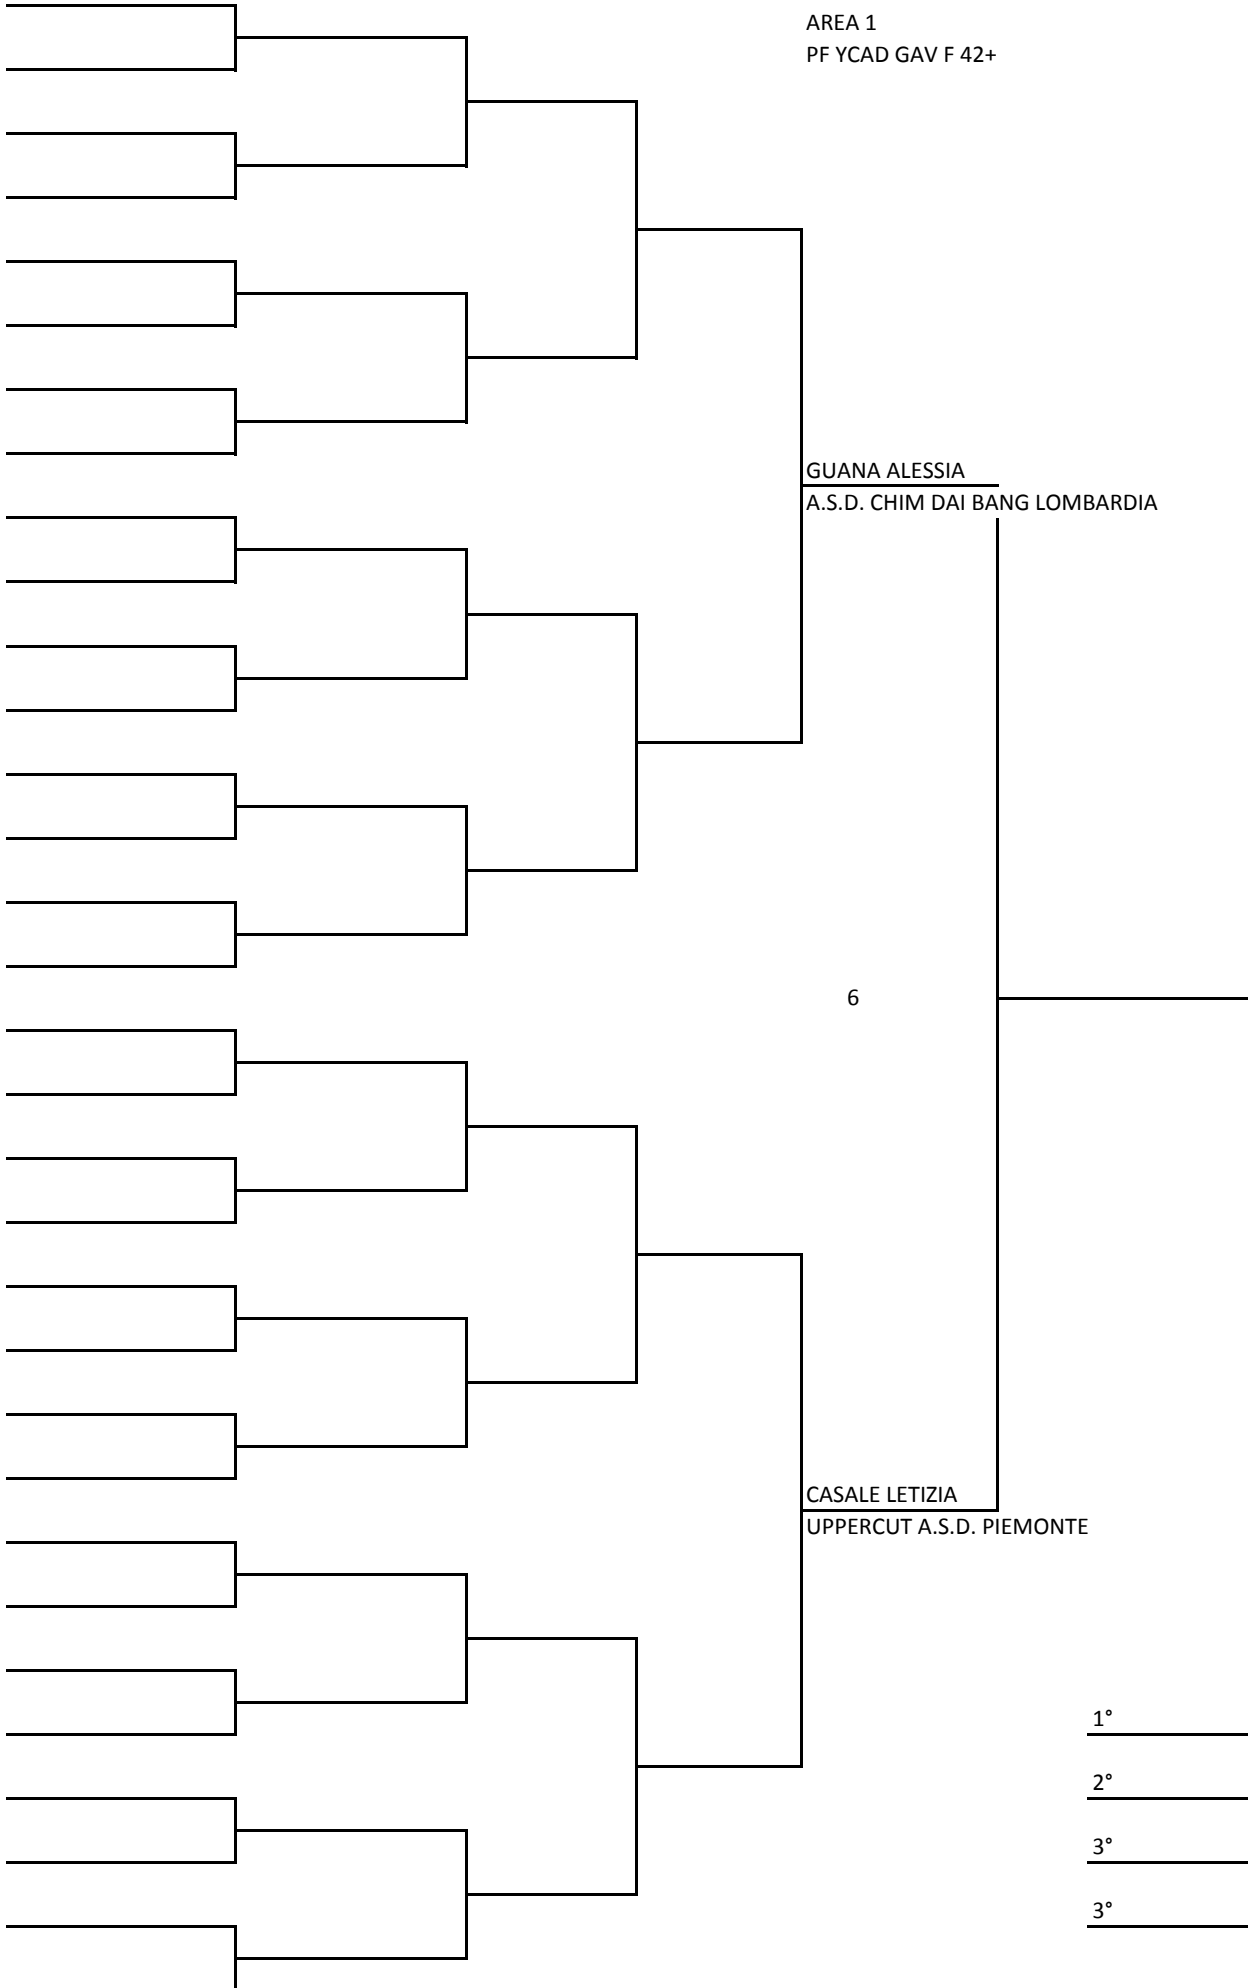 AREA 1
PF YCAD GAV F 42+
GUANA ALESSIA
A.S.D. CHIM DAI BANG LOMBARDIA
6
CASALE LETIZIA
UPPERCUT A.S.D. PIEMONTE
1°
2°
3°
3°